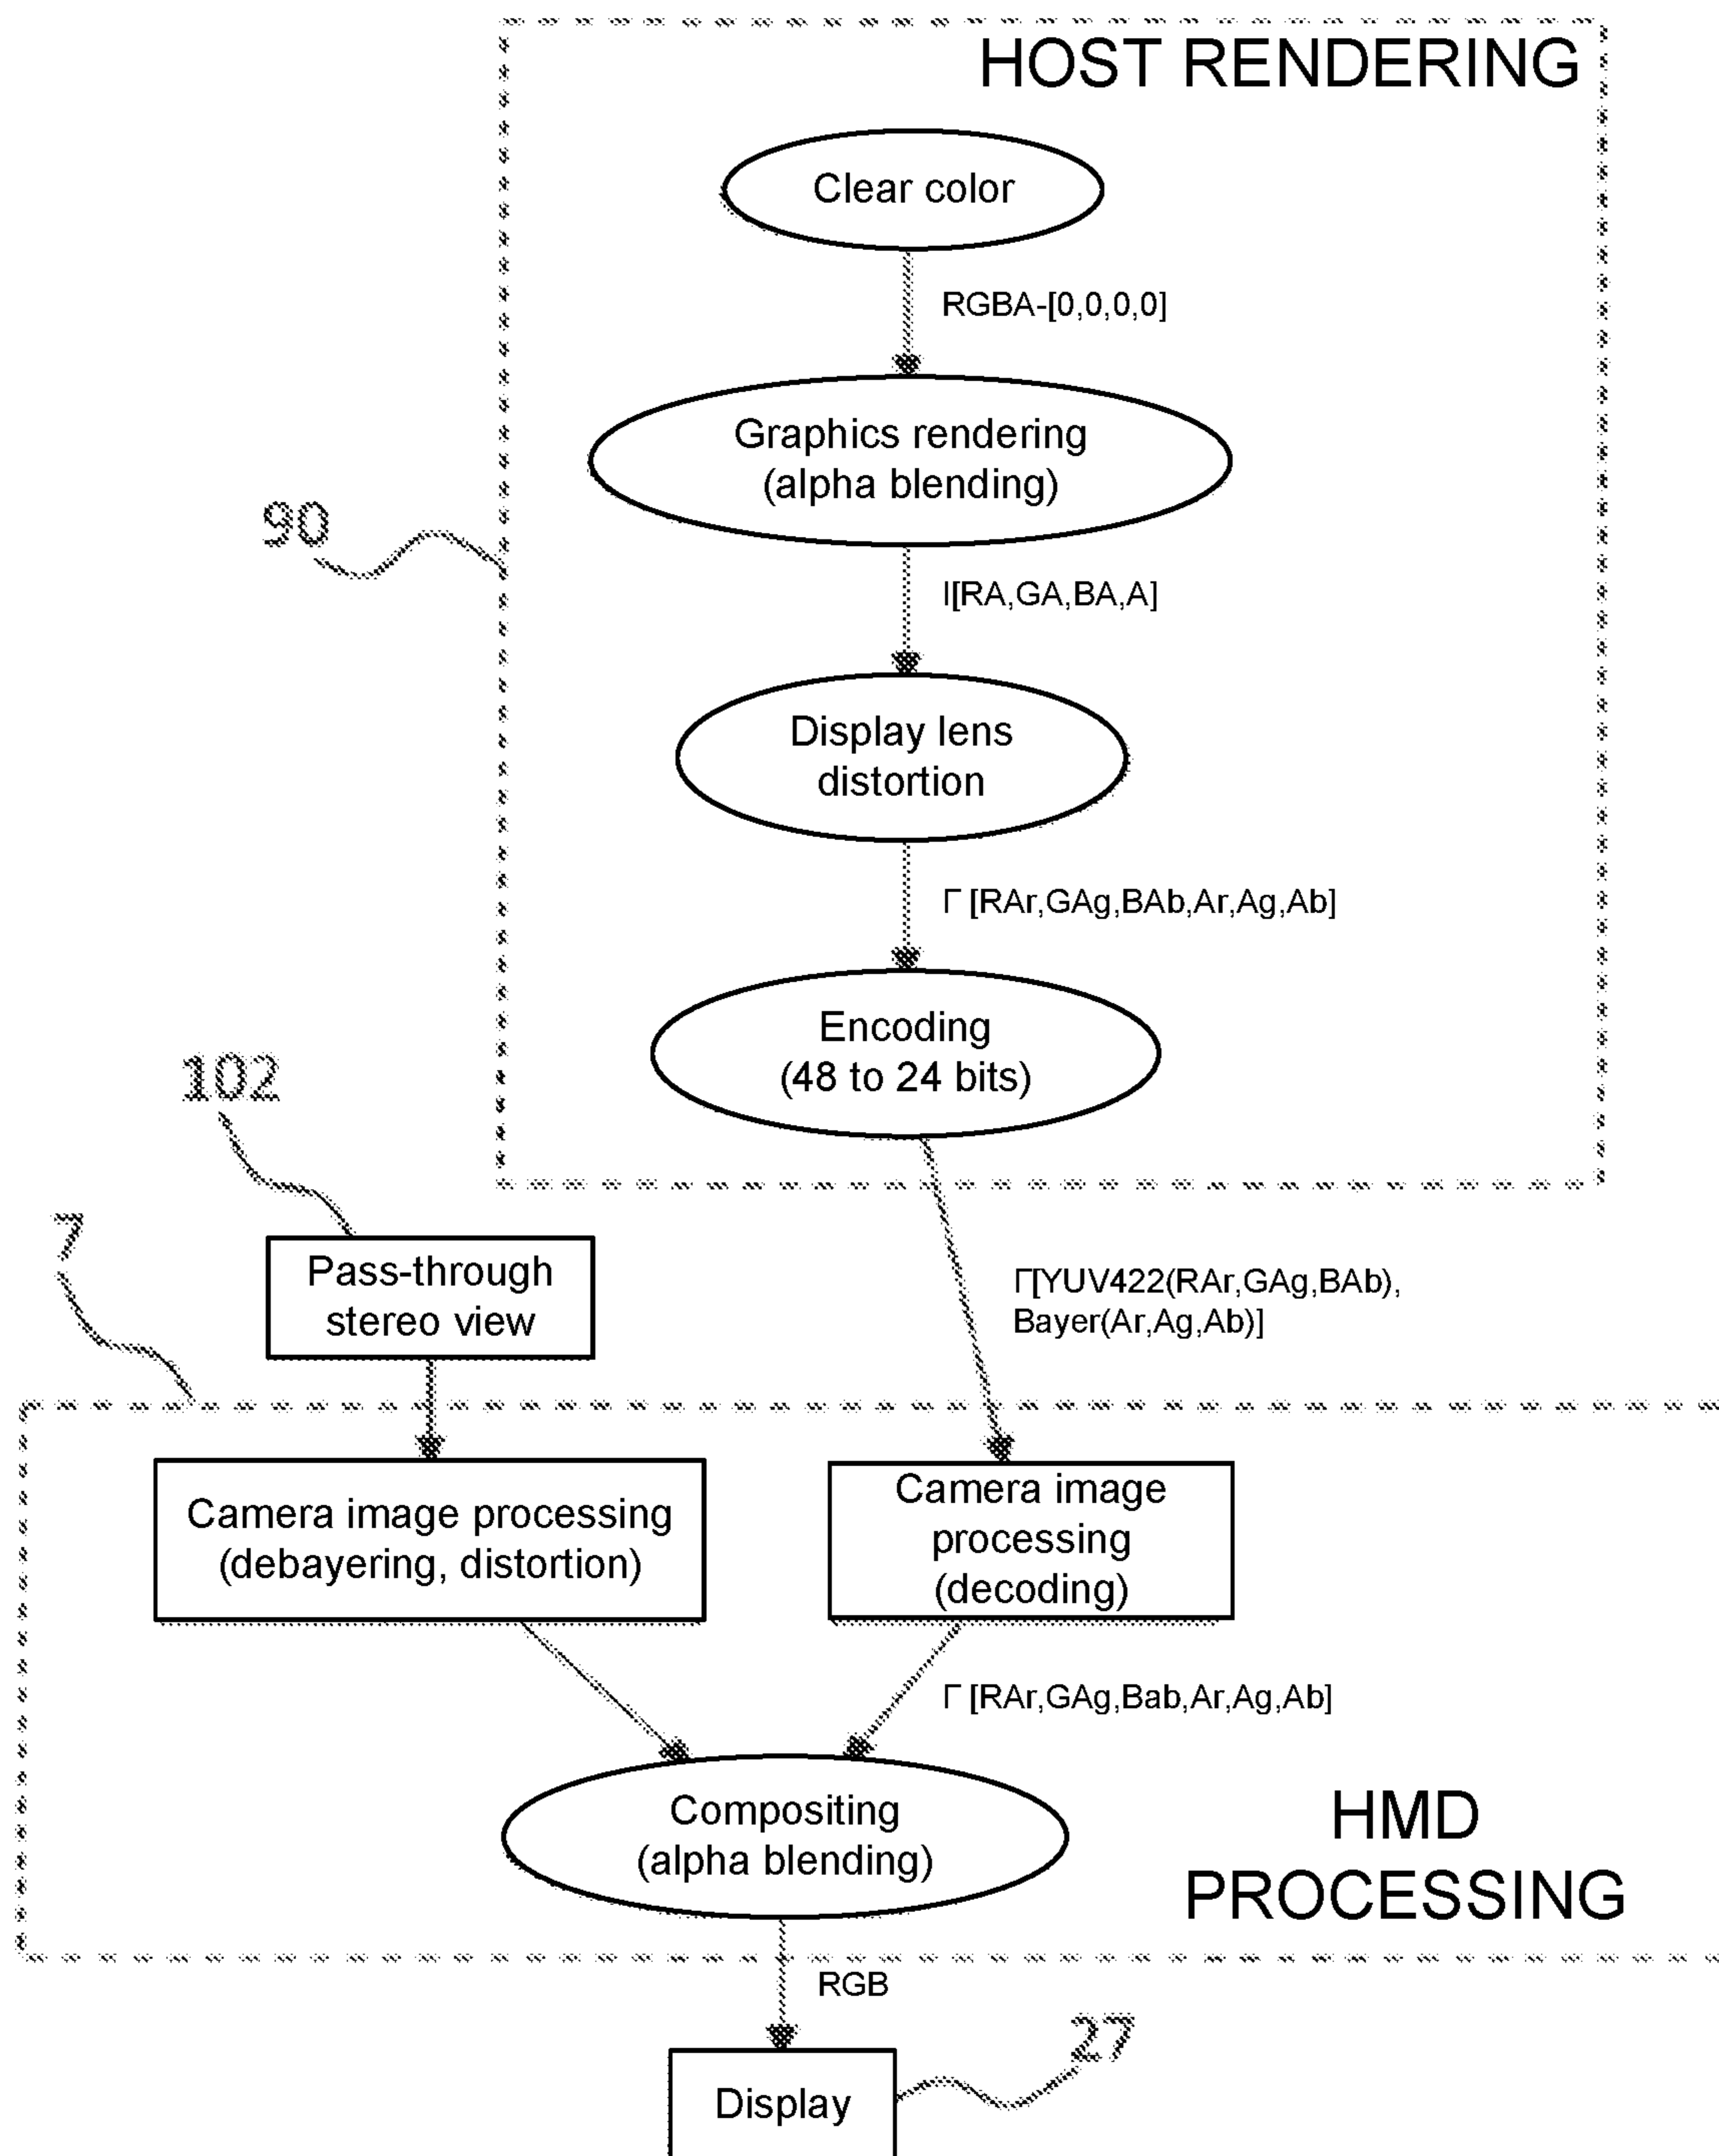 HOST RENDERING
Clear color
RGBA-[0,0,0,0]
Graphics rendering
(alpha blending)
90
I[RA,GA,BA,A]
Display lens
distortion
Γ [RAr,GAg,BAb,Ar,Ag,Ab]
Encoding
(48 to 24 bits)
102
7
Pass-through
stereo view
Γ[YUV422(RAr,GAg,BAb),
Bayer(Ar,Ag,Ab)]
Camera image processing
(debayering, distortion)
Camera image
processing
(decoding)
Γ [RAr,GAg,Bab,Ar,Ag,Ab]
Compositing
(alpha blending)
HMD
PROCESSING
RGB
27
Display